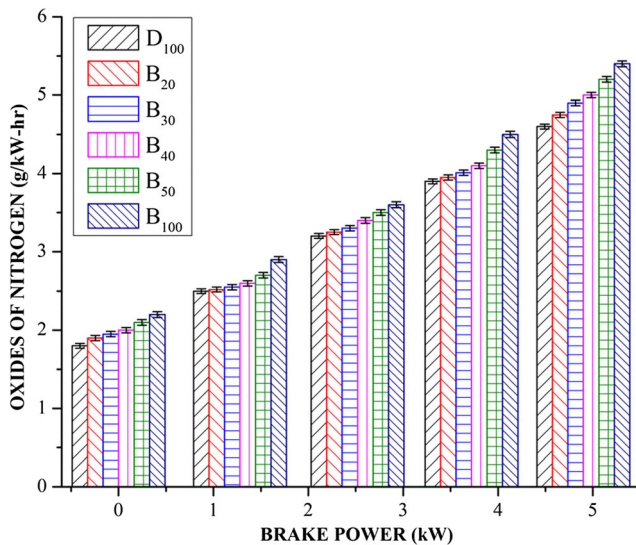 OXIDES OF NITROGEN (g/kW-hr)
6
5
4
3
2
1
0
D₁₀₀
B₂₀
B₃₀
B₄₀
B₅₀
B₁₀₀
0 1 2 3 4 5
BRAKE POWER (kW)